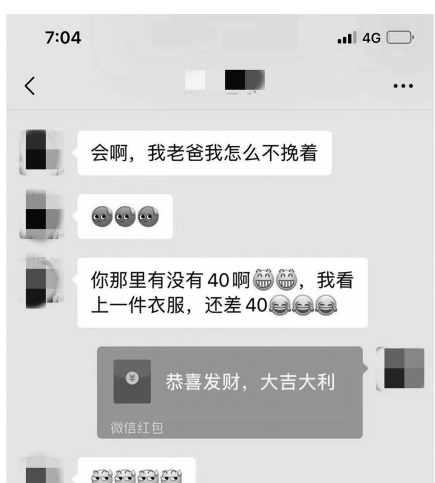 7:04
4G
会啊，我老爸我怎么不挽着
你那里有没有40啊，我看
上一件衣服，还差40
恭喜发财，大吉大利
微信红包